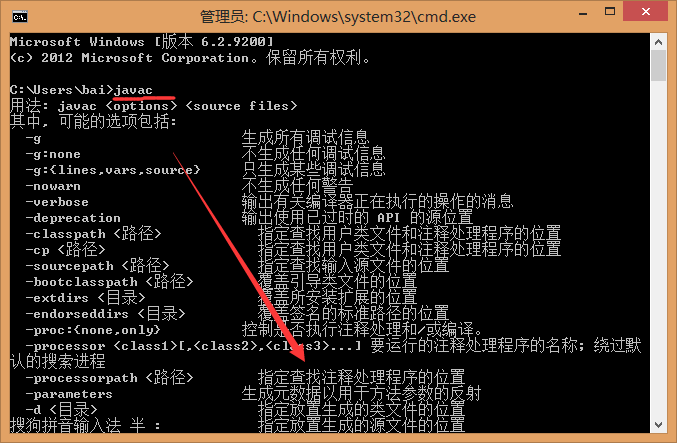 管理员: C:\Windows\system32\cmd.exe
Microsoft Windows [版本 6.2.9200]
(c) 2012 Microsoft Corporation。保留所有权利。
C:\Users\bai>javac
用法: javac <options> <source files>
其中, 可能的选项包括:
-g 生成所有调试信息
-g:none 不生成任何调试信息
-g:{lines,vars,source} 只生成某些调试信息
-nowarn 不生成任何警告
-verbose 输出有关编译器正在执行的操作的消息
-deprecation 输出使用已过时的 API 的源位置
-classpath <路径> 指定查找用户类文件和注释处理程序的位置
-cp <路径> 指定查找用户类文件和注释处理程序的位置
-sourcepath <路径> 指定查找输入源文件的位置
-bootclasspath <路径> 覆盖引导类文件的位置
-extdirs <目录> 覆盖所安装扩展的位置
-endorseddirs <目录> 覆盖签名的标准路径的位置
-proc:{none,only} 控制是否执行注释处理和/或编译。
-processor <class1>[,<class2>,<class3>...] 要运行的注释处理程序的名称; 绕过默
认的搜索进程
-processorpath <路径> 指定查找注释处理程序的位置
-parameters 生成元数据以用于方法参数的反射
-d <目录> 指定放置生成的类文件的位置
搜狗拼音输入法 半 : 指定放置生成的源文件的位置